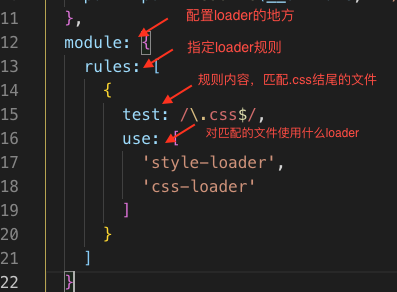 配置loader的地方
11 },
12 module: {
指定loader规则
13 rules: [
14 {
规则内容，匹配.css结尾的文件
15 test: /\.css$/,
16 use: [
对匹配的文件使用什么loader
17 'style-loader',
18 'css-loader'
19 ]
20 }
21 ]
22 }